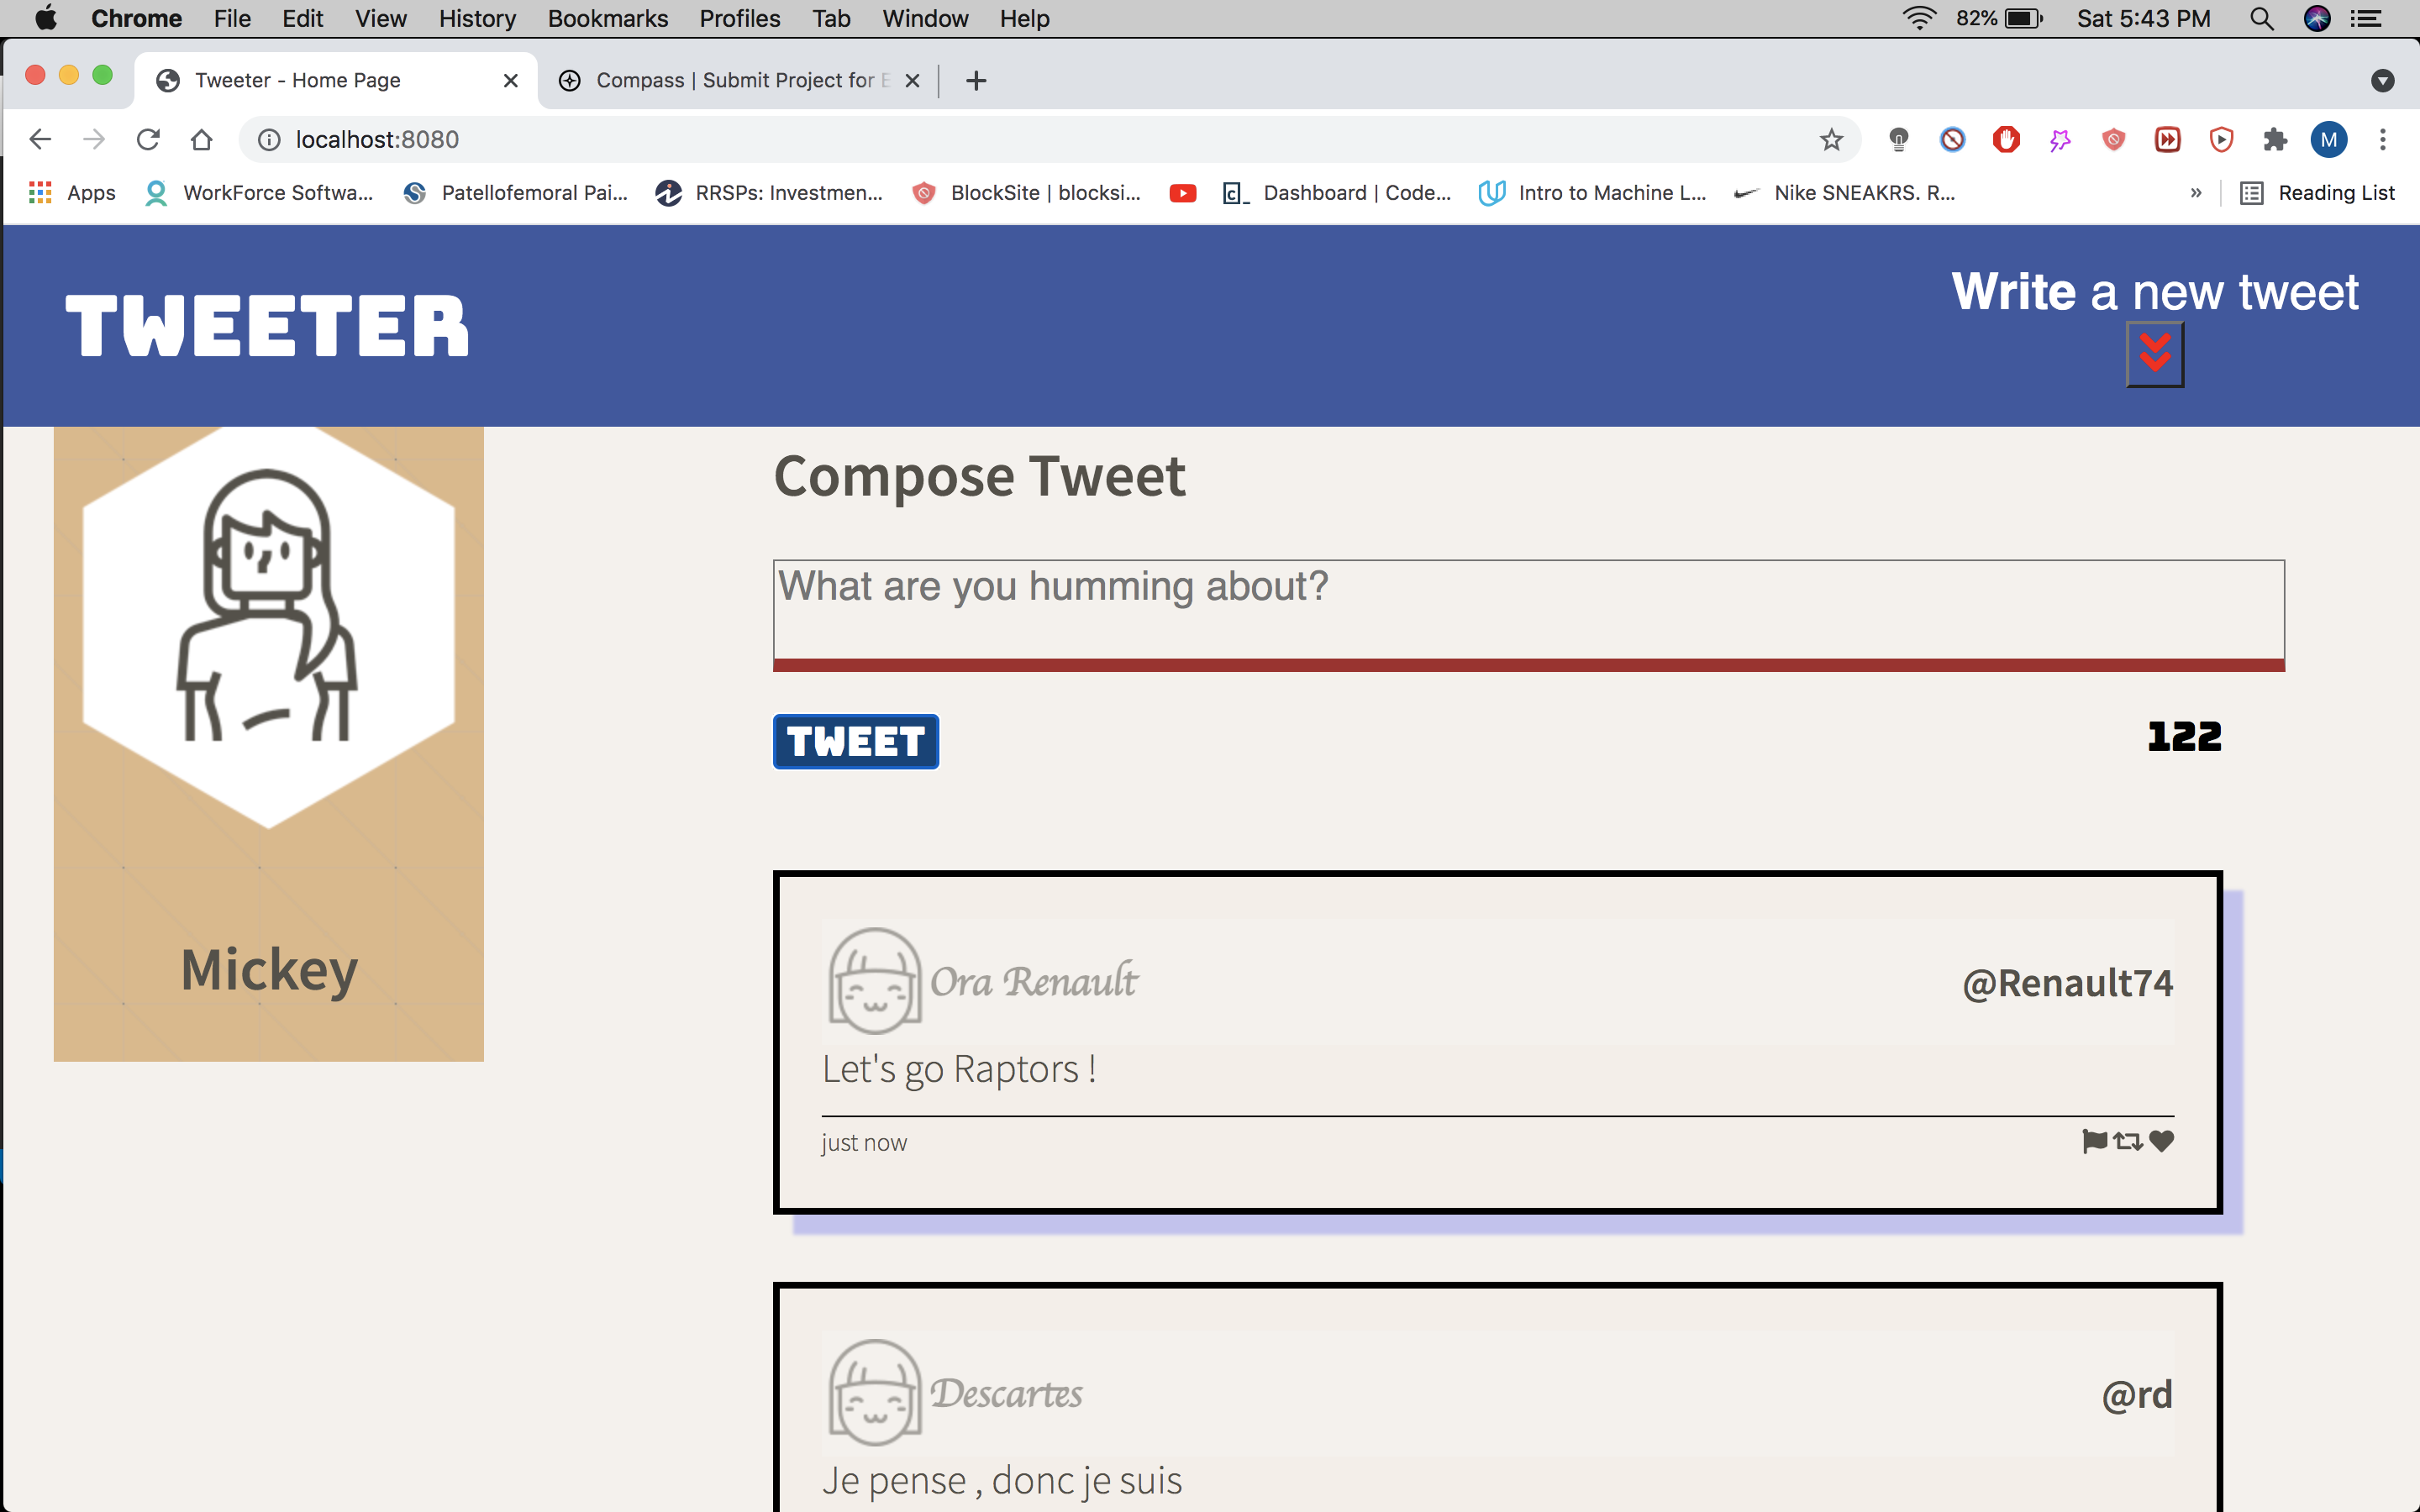 Chrome File Edit View History Bookmarks Profiles Tab Window Help 82% Sat 5:43 PM
Tweeter - Home Page Compass | Submit Project for
localhost:8080 M
Apps WorkForce Softwa... Patellofemoral Pai... RRSPs: Investmen... BlockSite | blocksi... Dashboard | Code... Intro to Machine L... Nike SNEAKRS. R... » Reading List
TWEETER
Write a new tweet
Compose Tweet
What are you humming about?
TWEET 122
Mickey
Ora Renault @Renault74
Let's go Raptors !
just now
Descartes @rd
Je pense , donc je suis